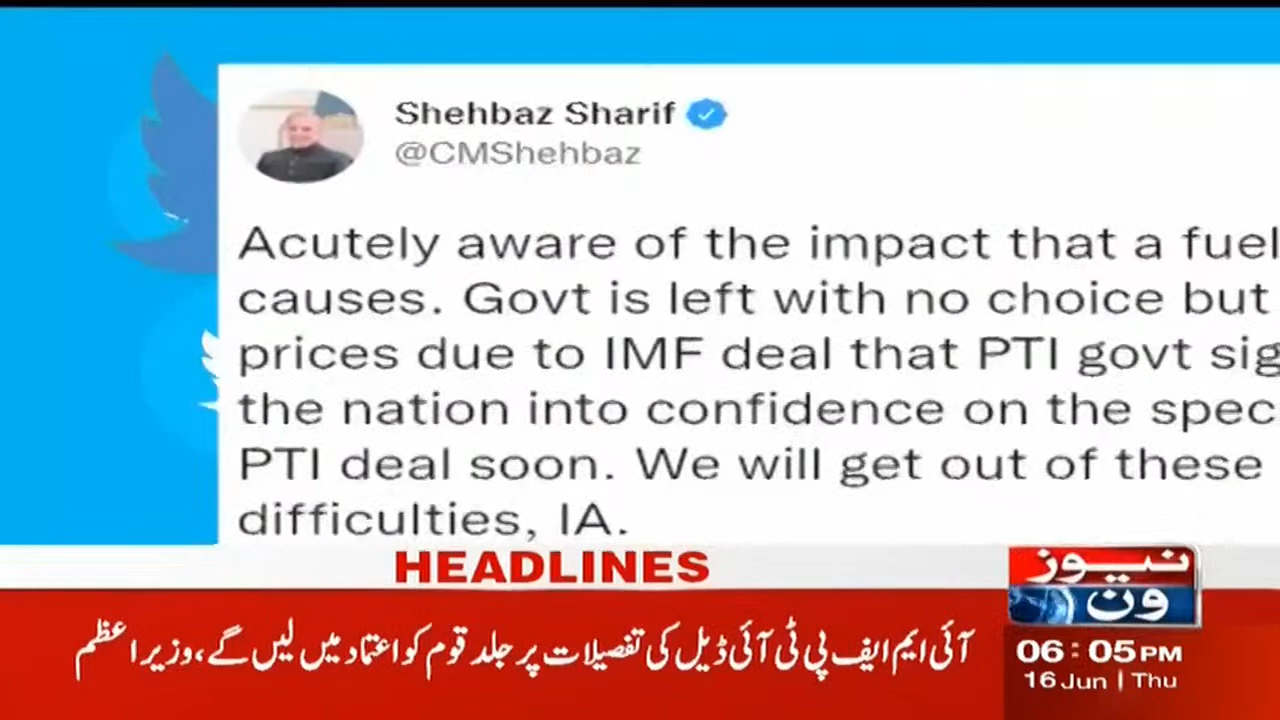 Shehbaz Sharif
@CMShehbaz
Acutely aware of the impact that a fuel
causes. Govt is left with no choice but
prices due to IMF deal that PTI govt sig
the nation into confidence on the spec
PTI deal soon. We will get out of these
difficulties, IA.
HEADLINES
آئی ایم ایف پی ٹی آئی ڈیل کی تفصیلات پر جلد قوم کو اعتماد میں لیں گے، وزیراعظم
نیوز
ون
06:05 PM
16 Jun | Thu